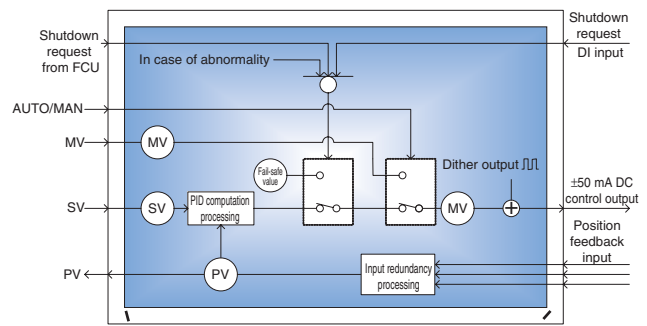 Shutdown
request
from FCU
In case of abnormality
Shutdown
request
DI input
AUTO/MAN
MV
MV
Fail-safe
value
Dither output
±50 mA DC
control output
SV
SV
PID computation
processing
MV
Position
feedback
input
PV
PV
Input redundancy
processing